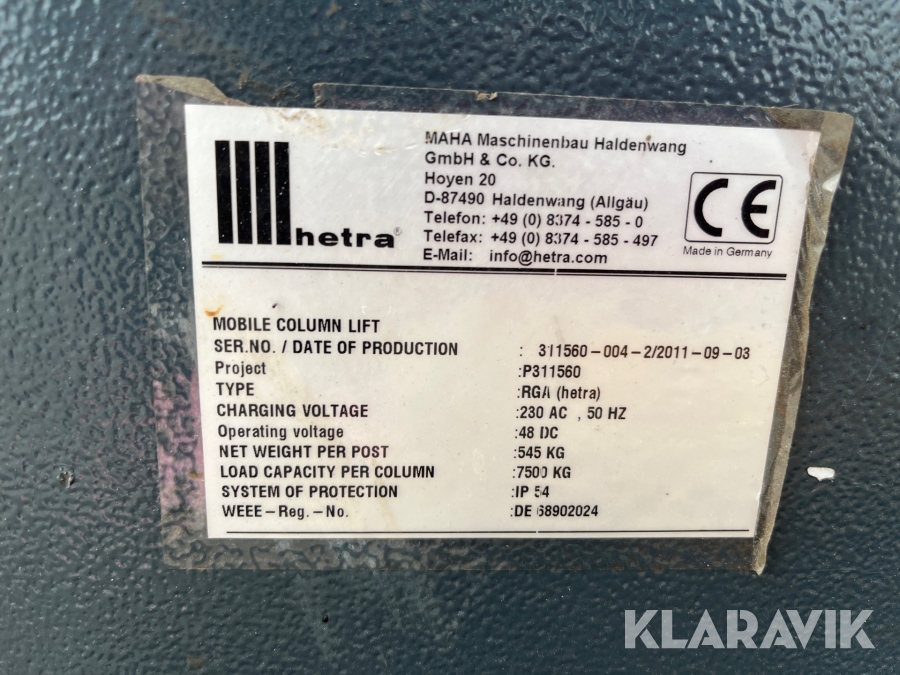 hetra®
MAHA Maschinenbau Haldenwang
GmbH & Co. KG.
Hoyen 20
D-87490 Haldenwang (Allgäu)
Telefon: +49 (0) 8374 - 585 - 0
Telefax: +49 (0) 8374 - 585 - 497
E-Mail: info@hetra.com
CE
Made in Germany
MOBILE COLUMN LIFT
SER.NO. / DATE OF PRODUCTION : 311560-004-2/2011-09-03
Project :P311560
TYPE :RGA (hetra)
CHARGING VOLTAGE :230 AC , 50 HZ
Operating voltage :48 DC
NET WEIGHT PER POST :545 KG
LOAD CAPACITY PER COLUMN :7500 KG
SYSTEM OF PROTECTION :IP 54
WEEE-Reg.-No. :DE 68902024
KLARAVIK